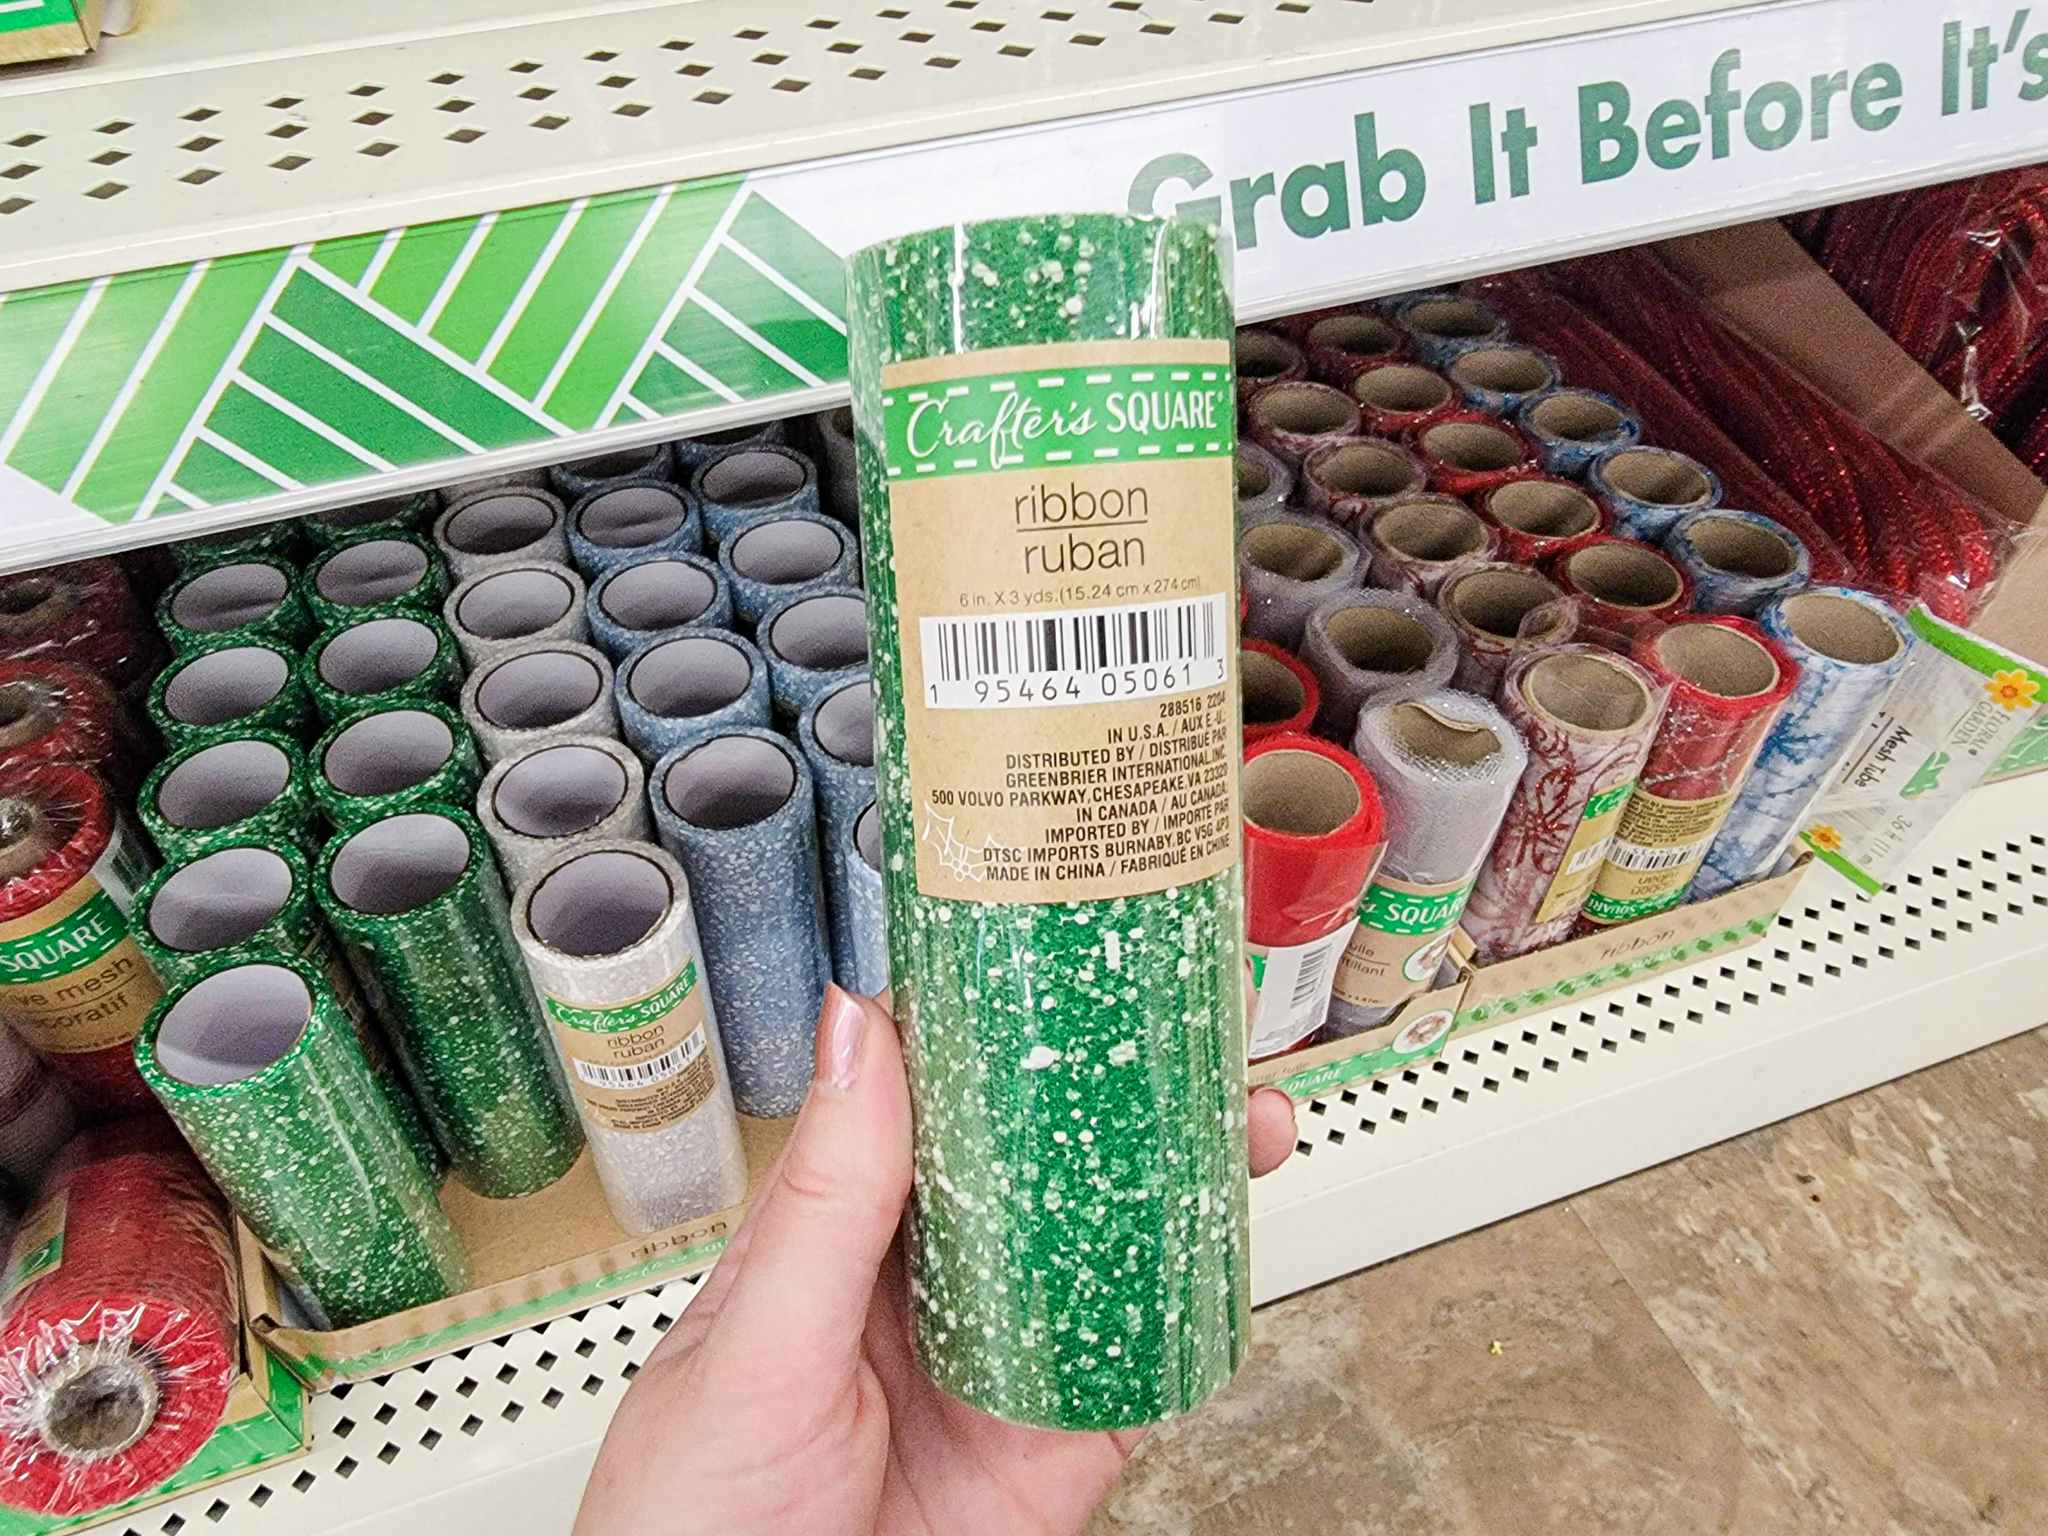 Grab It Before It's
Crafter's SQUARE
ribbon
ruban
6 in. X 3 yds.(15.24 cm x 274 cm)
1 95464 05061 3
288516 2204
IN U.S.A. / AUX É.-U.:
DISTRIBUTED BY / DISTRIBUÉ PAR
GREENBRIER INTERNATIONAL, INC.
500 VOLVO PARKWAY, CHESAPEAKE, VA 23320
IN CANADA / AU CANADA:
IMPORTED BY / IMPORTÉ PAR
DTSC IMPORTS BURNABY, BC V5G 4P3
MADE IN CHINA / FABRIQUÉ EN CHINE
SQUARE
mesh
Crafter's SQUARE
ribbon
ruban
ribbon
SQUARE
SQUARE
ribbon
FLORAL GARDEN
Mesh Tube